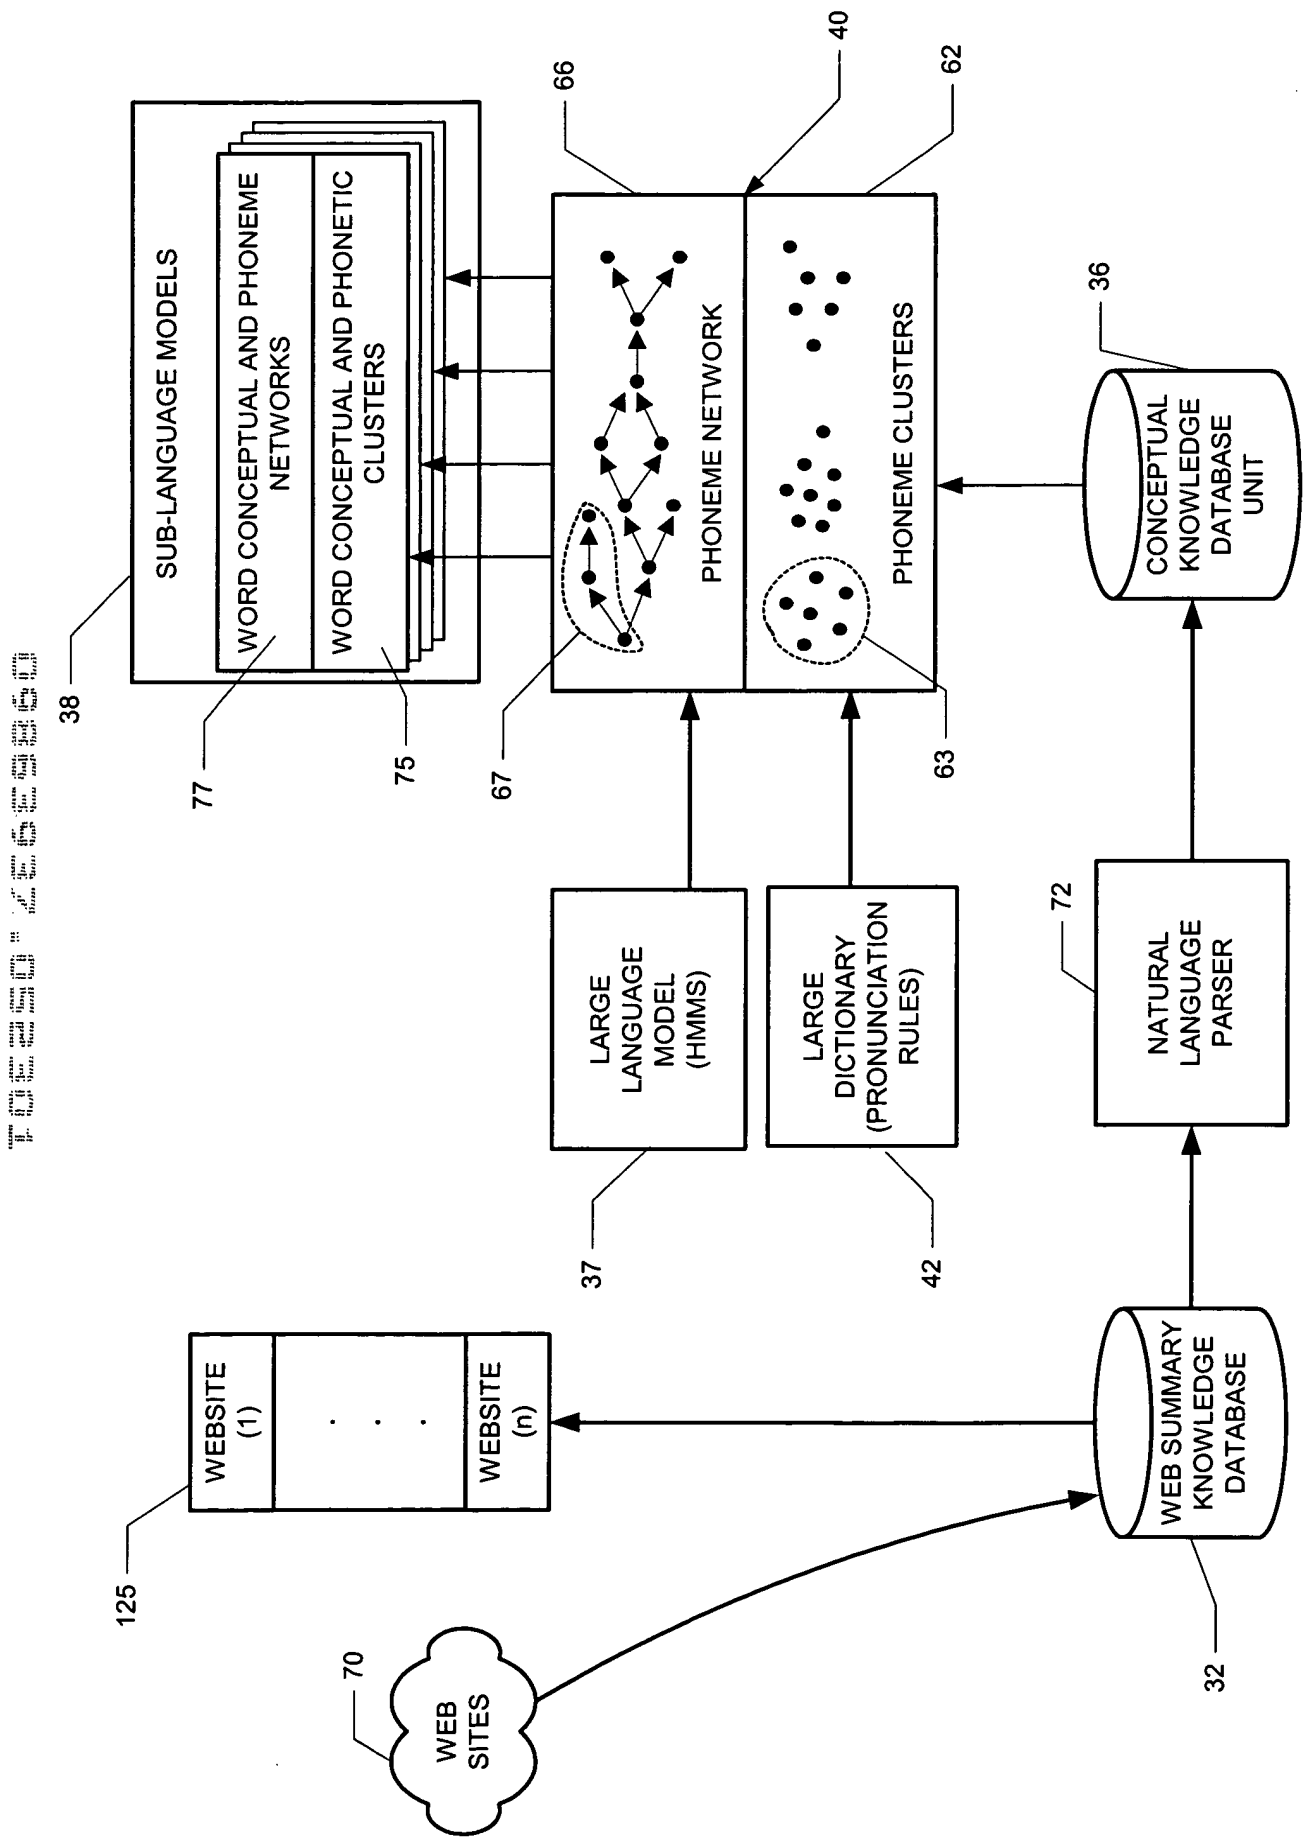 09863937.052301
38
SUB-LANGUAGE MODELS
WORD CONCEPTUAL AND PHONEME
NETWORKS
WORD CONCEPTUAL AND PHONETIC
CLUSTERS
77
75
125
WEBSITE
(1)
.
.
.
WEBSITE
(n)
70
WEB
SITES
67
66
PHONEME NETWORK
40
PHONEME CLUSTERS
62
63
37
LARGE
LANGUAGE
MODEL
(HMMS)
LARGE
DICTIONARY
(PRONUNCIATION
RULES)
42
32
WEB SUMMARY
KNOWLEDGE
DATABASE
72
NATURAL
LANGUAGE
PARSER
36
CONCEPTUAL
KNOWLEDGE
DATABASE
UNIT